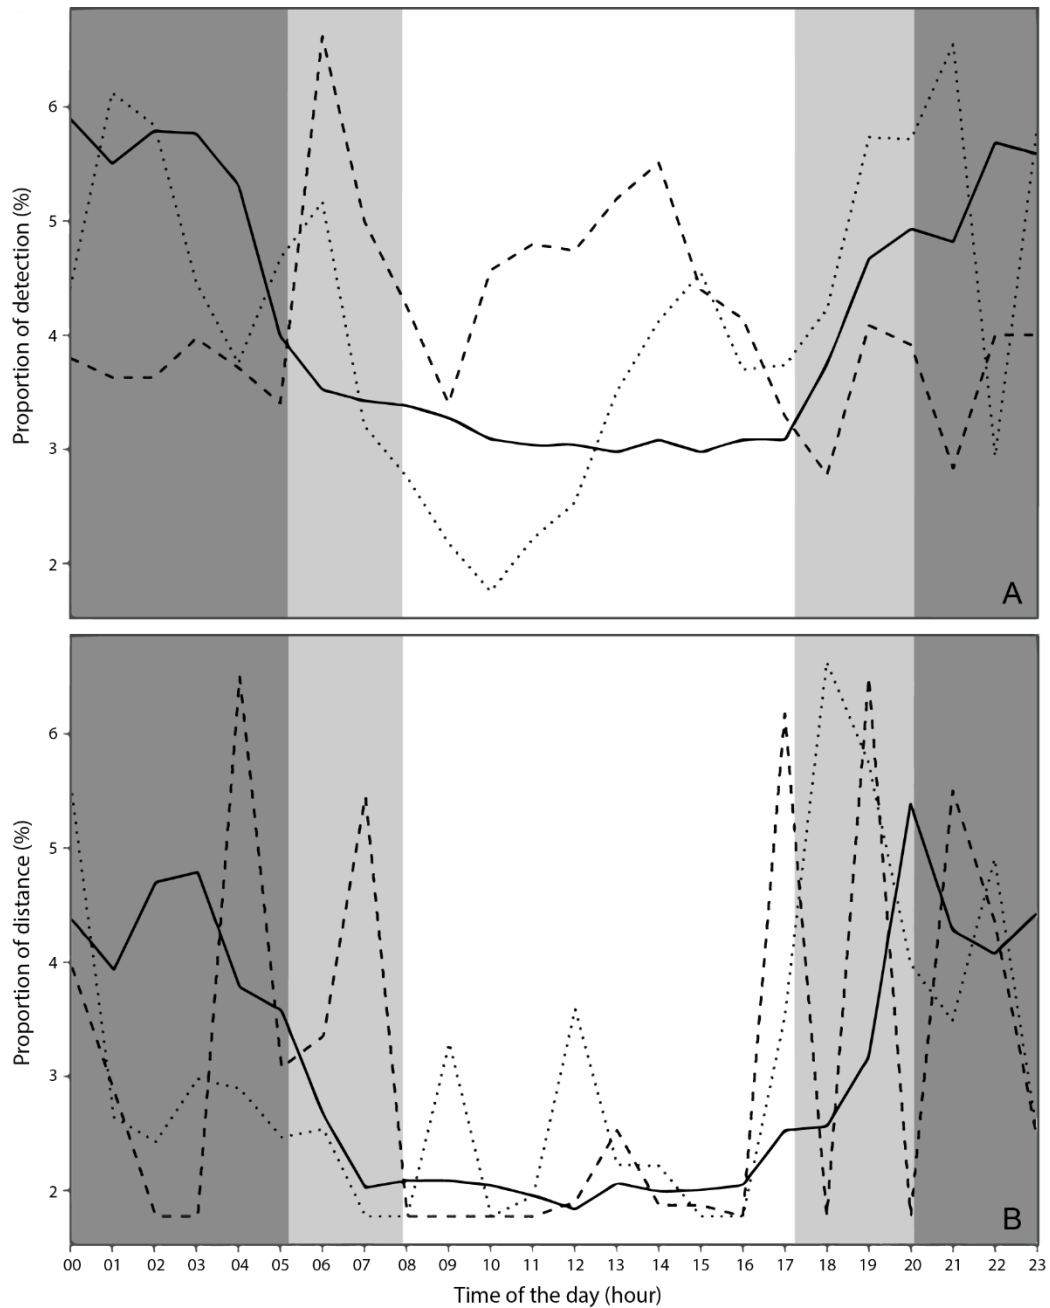 6
5
4
3
2
Proportion of detection (%)
A
6
5
4
3
2
Proportion of distance (%)
B
00 01 02 03 04 05 06 07 08 09 10 11 12 13 14 15 16 17 18 19 20 21 22 23
Time of the day (hour)